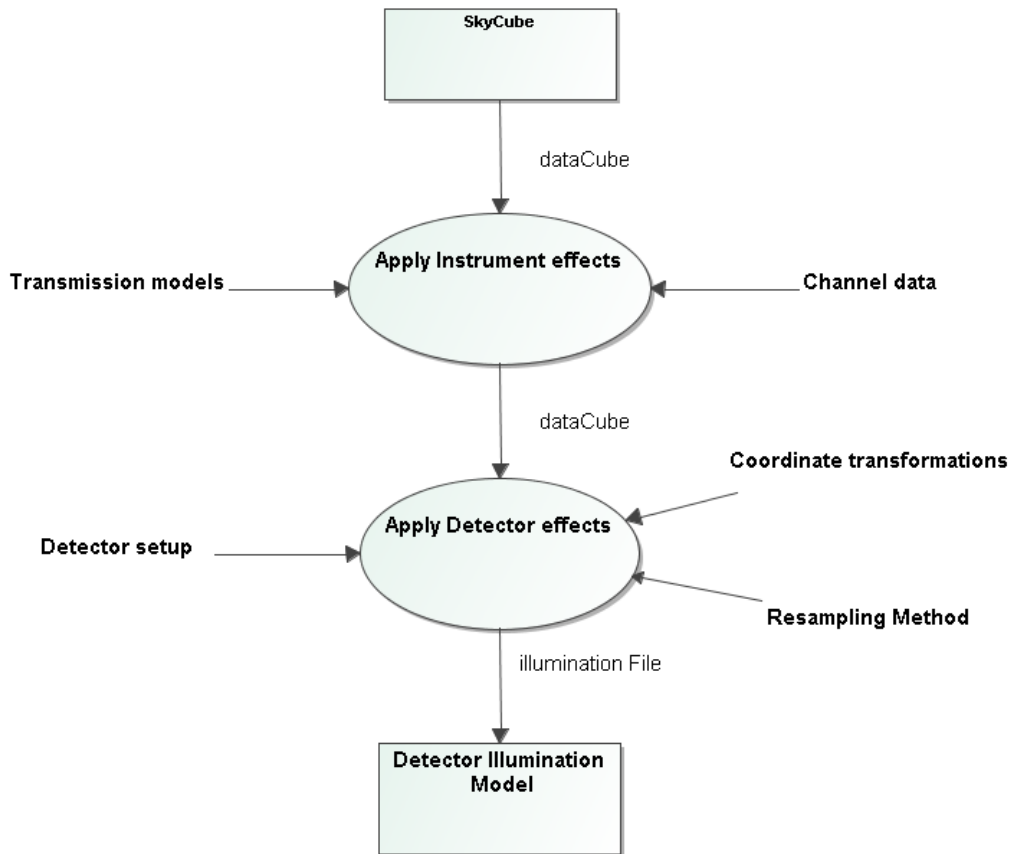 SkyCube
dataCube
Apply Instrument effects
Transmission models
Channel data
dataCube
Coordinate transformations
Apply Detector effects
Detector setup
Resampling Method
illumination File
Detector Illumination
Model